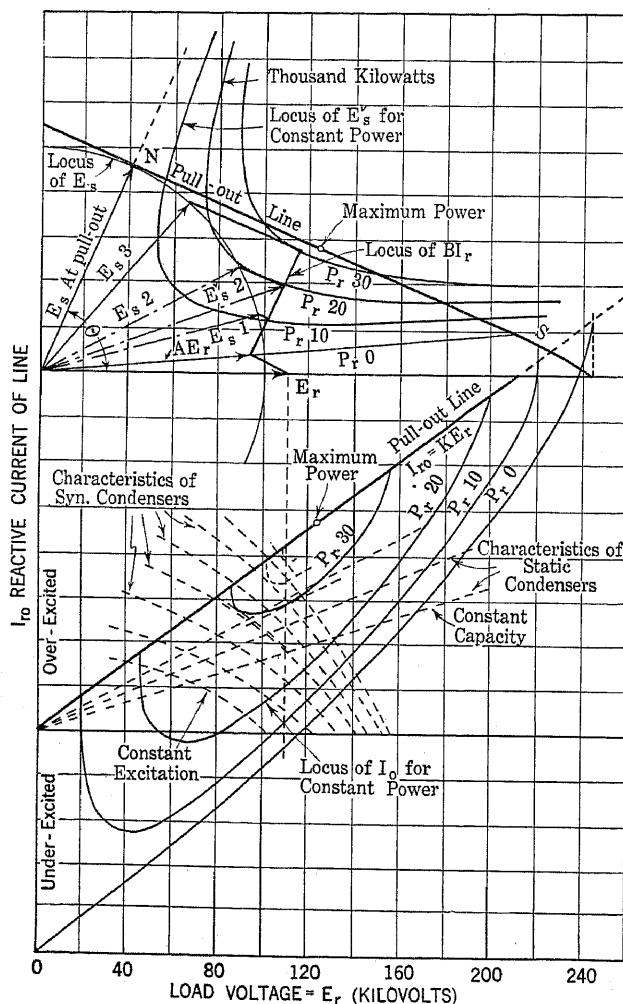 Thousand Kilowatts
Locus of E″s for
Constant Power
Locus
of Es
N
Pull-out
Line
Maximum Power
Locus of BIr
Es At pull-out
Es 3
Es 2
E″s 2
Es 1
AEr
θ
Pr 30
Pr 20
Pr 10
Pr 0
S
Er
Pull-out Line
Iro = KEr
Maximum
Power
Characteristics of
Syn. Condensers
Pr 30
Pr 20
Pr 10
Pr 0
Characteristics of
Static
Condensers
Constant
Capacity
Constant
Excitation
Locus of Io for
Constant Power
Iro REACTIVE CURRENT OF LINE
Over-Excited
Under-Excited
0 40 80 120 160 200 240
LOAD VOLTAGE = Er (KILOVOLTS)